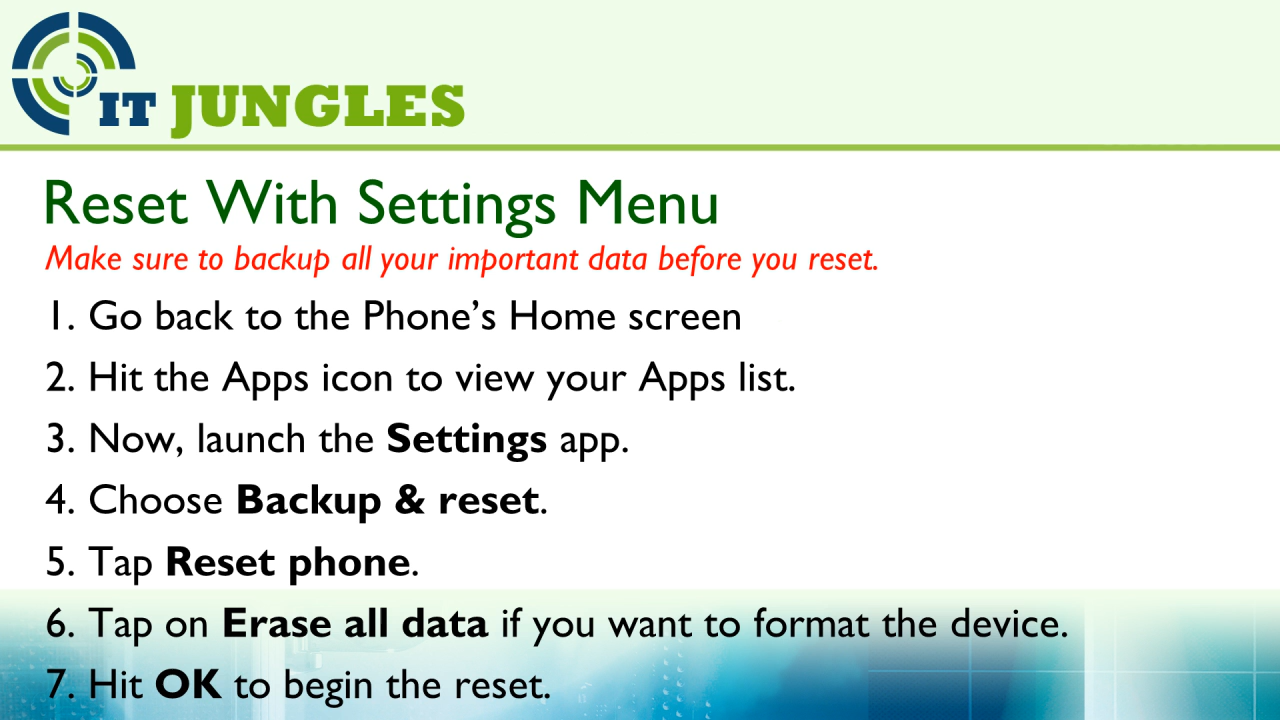 IT JUNGLES
Reset With Settings Menu
Make sure to backup all your important data before you reset.
1. Go back to the Phone’s Home screen
2. Hit the Apps icon to view your Apps list.
3. Now, launch the Settings app.
4. Choose Backup & reset.
5. Tap Reset phone.
6. Tap on Erase all data if you want to format the device.
7. Hit OK to begin the reset.